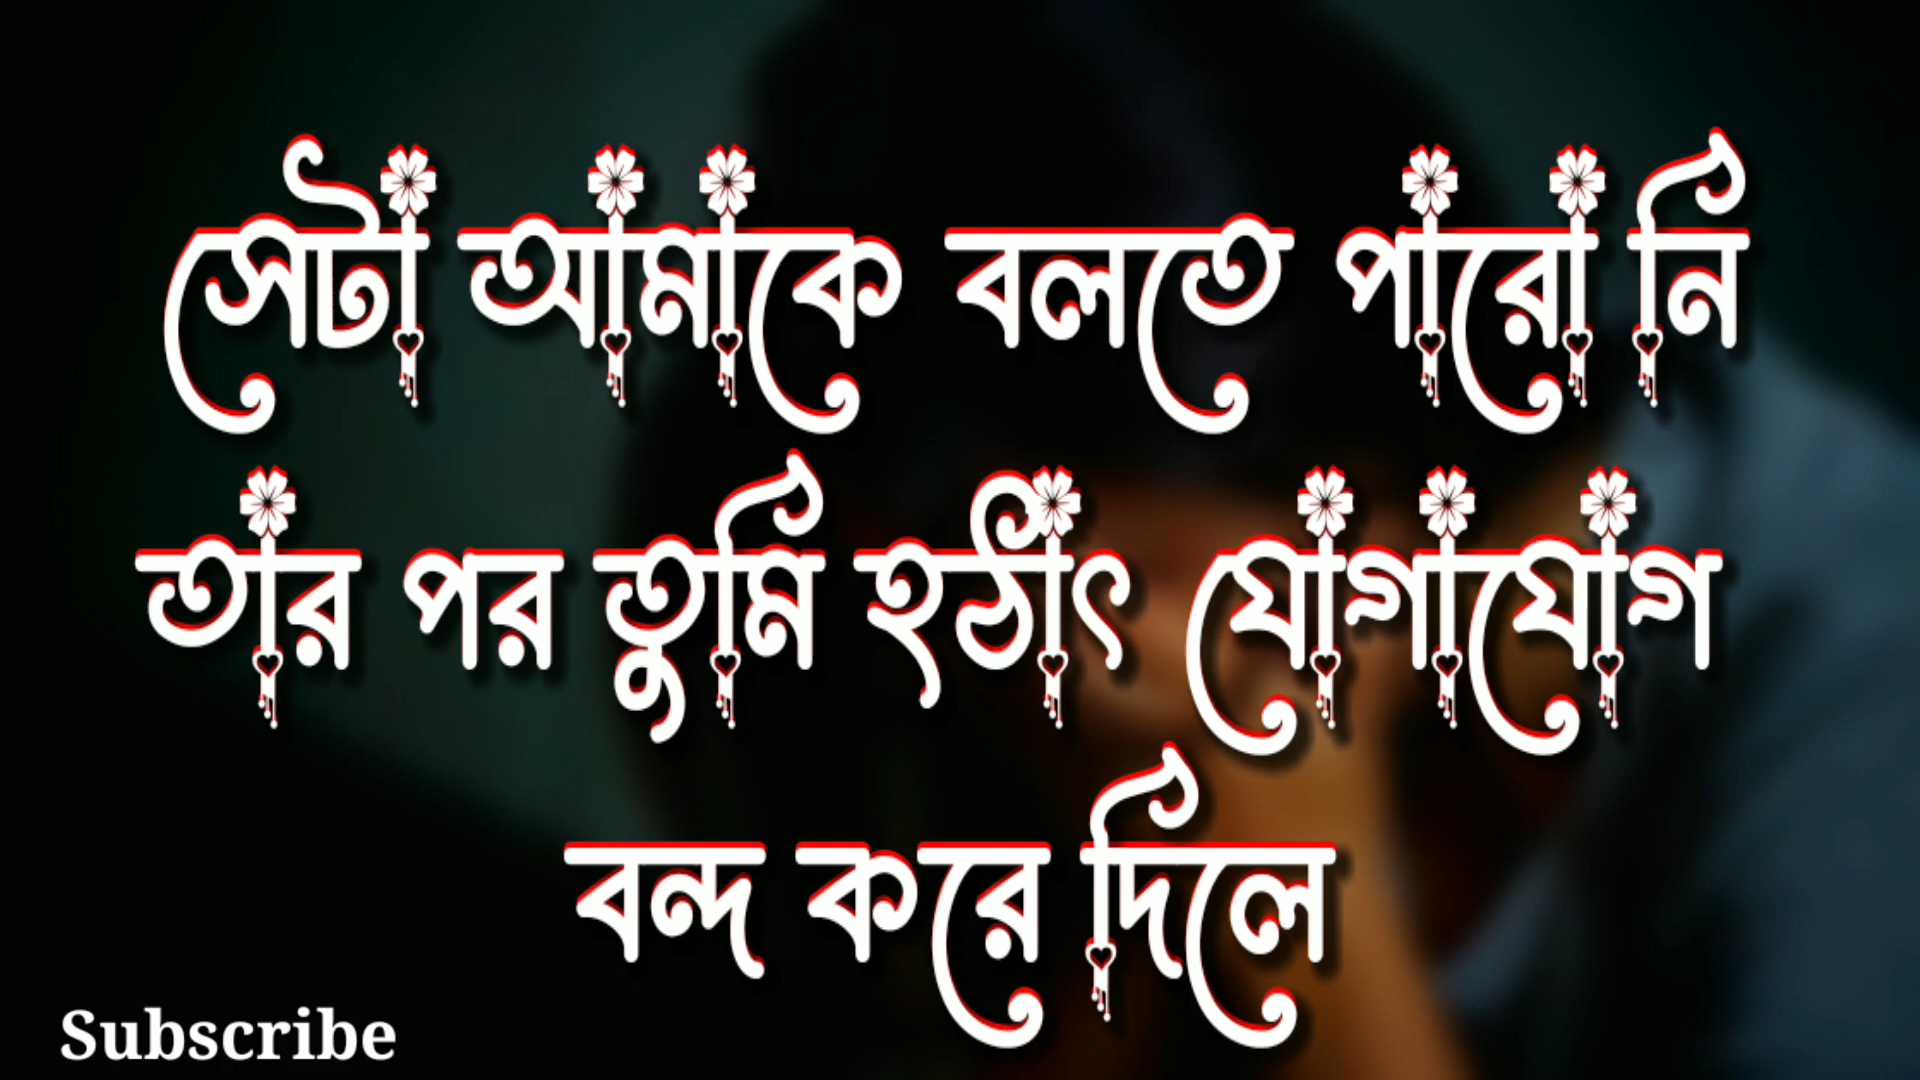 সেটা আমাকে বলতে পারো নি
তার পর তুমি হঠাৎ যোগাযোগ
বন্দ করে দিলে
Subscribe